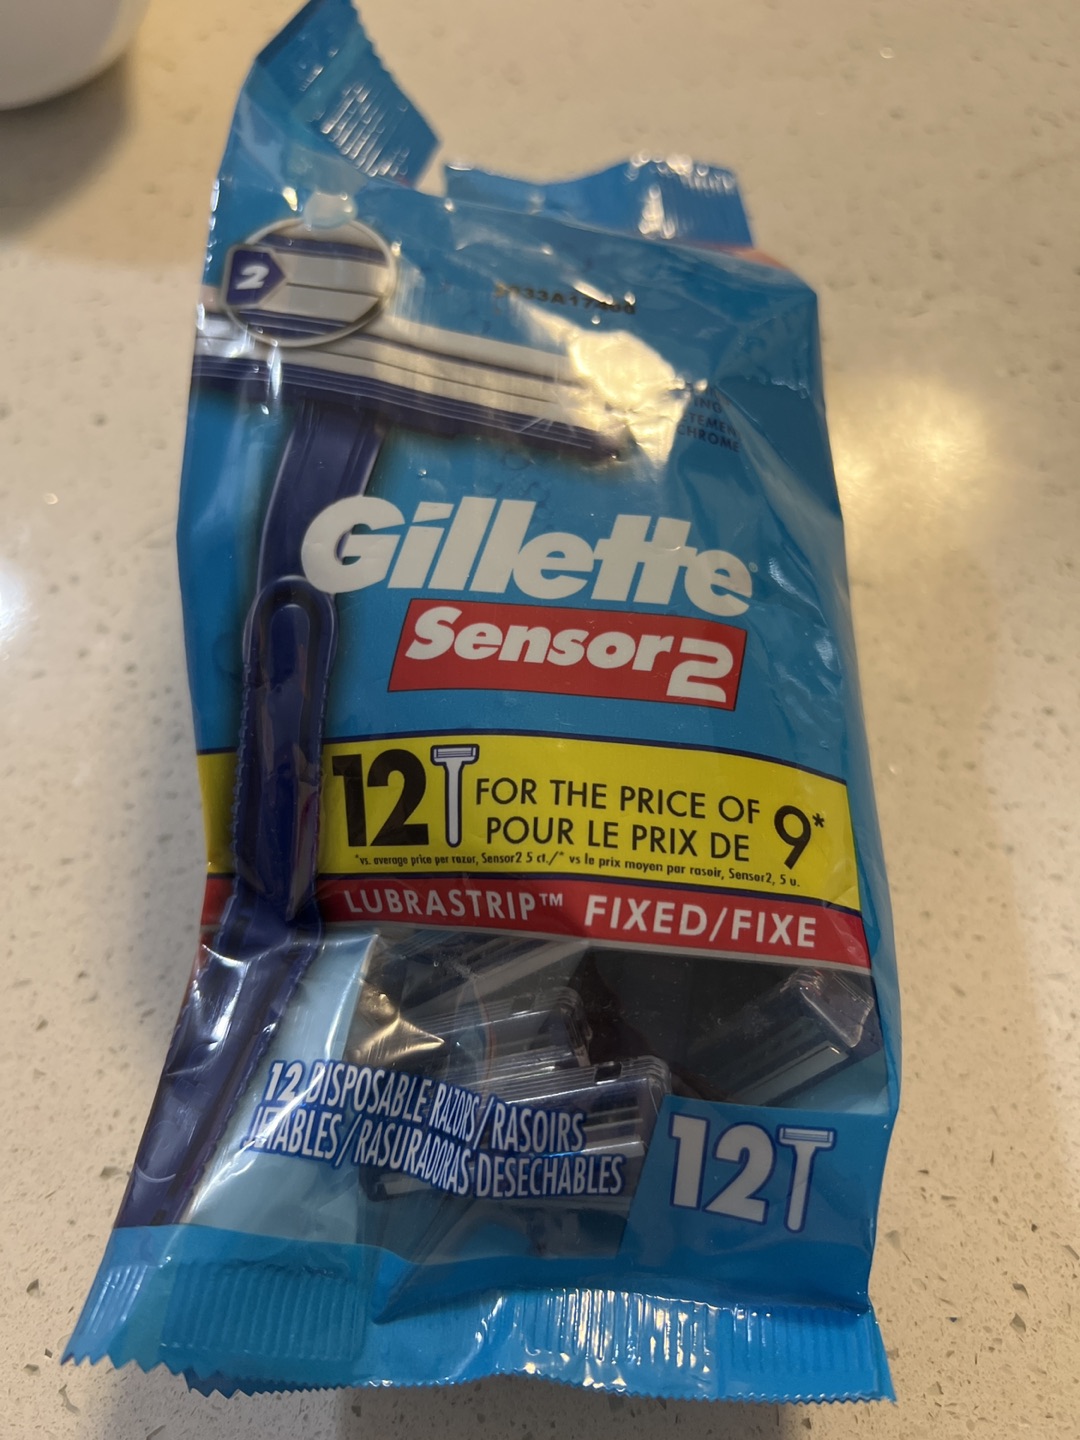 2
Gillette
Sensor2
12 FOR THE PRICE OF 9*
POUR LE PRIX DE
*vs. average price per razor, Sensor2 5 ct./* vs le prix moyen par rasoir, Sensor2, 5 u.
LUBRASTRIP™ FIXED/FIXE
12 DISPOSABLE RAZORS/RASOIRS
JETABLES/RASURADORAS DESECHABLES
12
CHROME